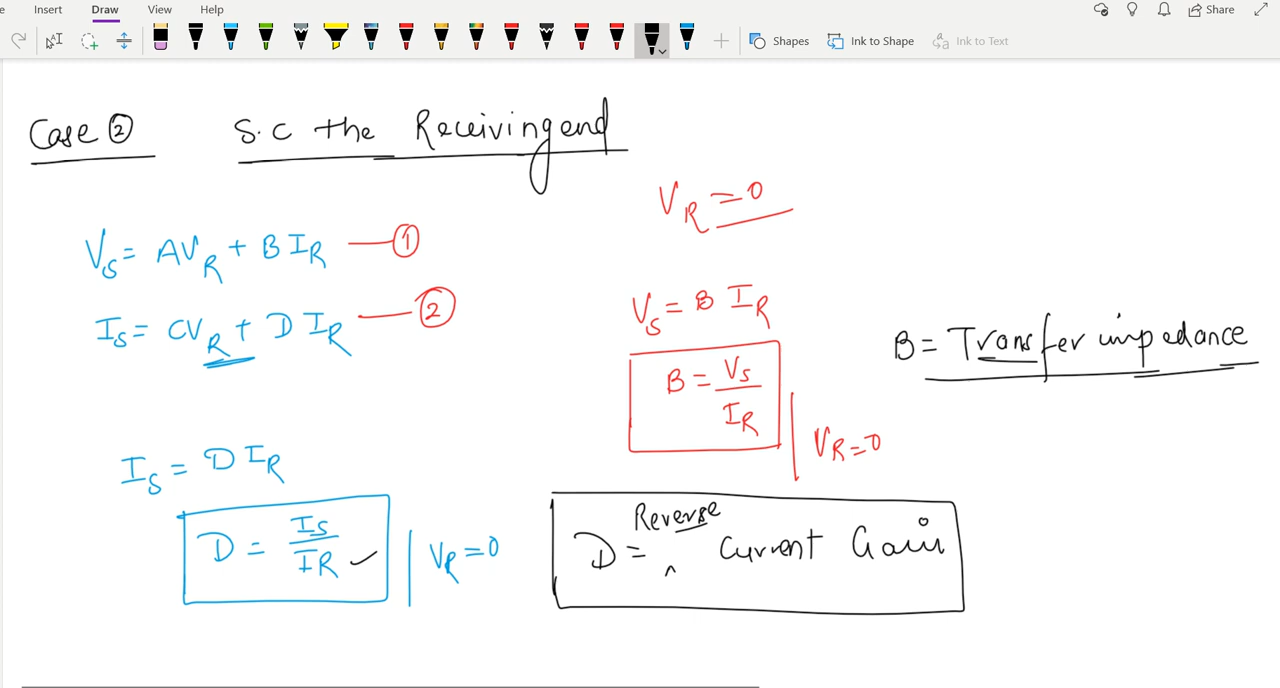 Insert Draw View Help Share
Shapes Ink to Shape Ink to Text
Case ② S.C the Receiving end
V_R = 0
V_S = AV_R + B I_R — ①
I_S = CV_R + D I_R — ②
V_S = B I_R
B = V_S / I_R | V_R = 0
B = Transfer impedance
I_S = D I_R
D = I_S / I_R ✓ | V_R = 0
D = Reverse ^ Current Gain